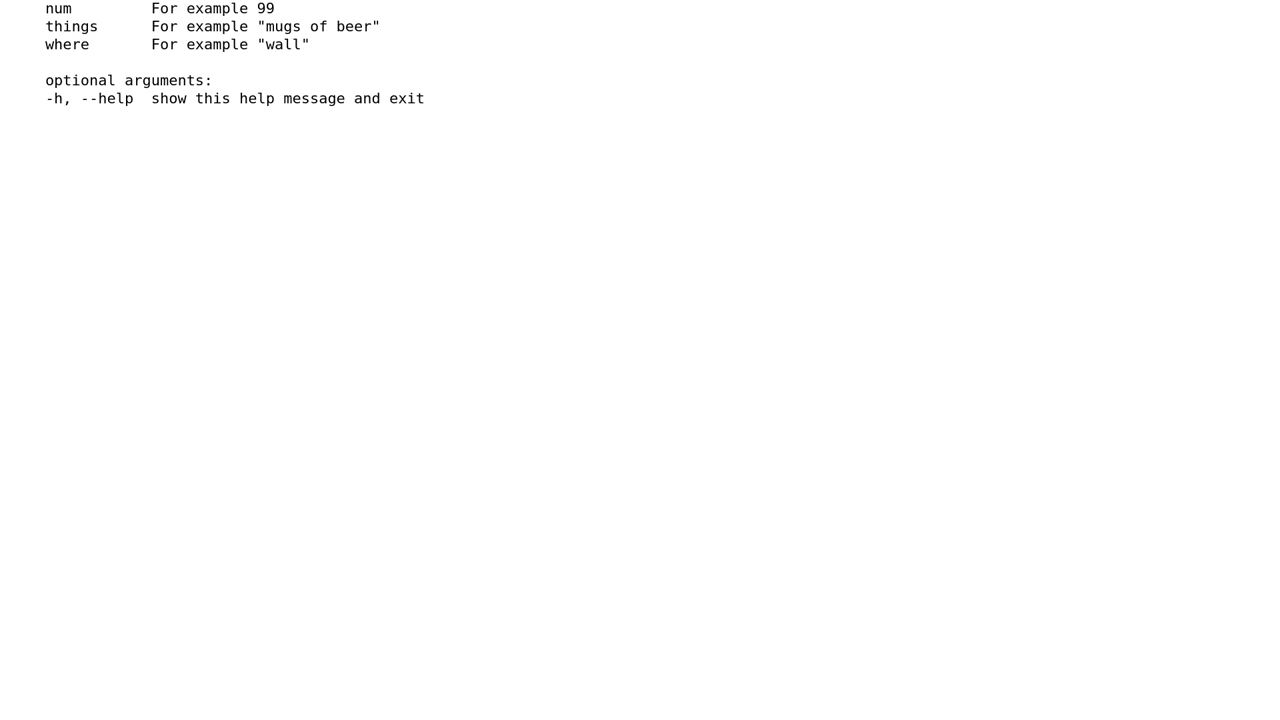 num         For example 99
things      For example "mugs of beer"
where       For example "wall"

optional arguments:
-h, --help  show this help message and exit